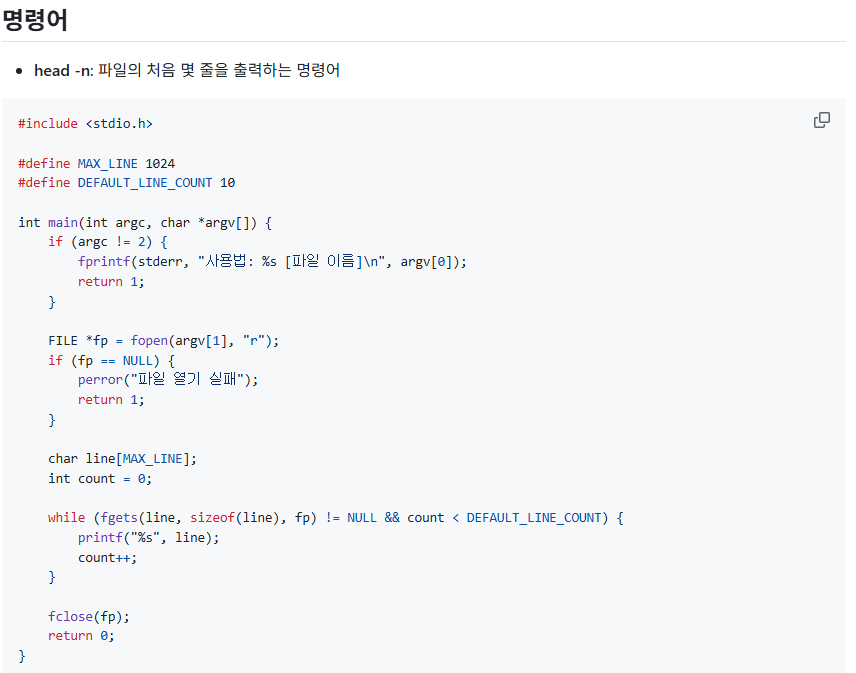 명령어
head -n: 파일의 처음 몇 줄을 출력하는 명령어
#include <stdio.h>
#define MAX_LINE 1024
#define DEFAULT_LINE_COUNT 10
int main(int argc, char *argv[]) {
    if (argc != 2) {
        fprintf(stderr, "사용법: %s [파일 이름]\n", argv[0]);
        return 1;
    }
    FILE *fp = fopen(argv[1], "r");
    if (fp == NULL) {
        perror("파일 열기 실패");
        return 1;
    }
    char line[MAX_LINE];
    int count = 0;
    while (fgets(line, sizeof(line), fp) != NULL && count < DEFAULT_LINE_COUNT) {
        printf("%s", line);
        count++;
    }
    fclose(fp);
    return 0;
}